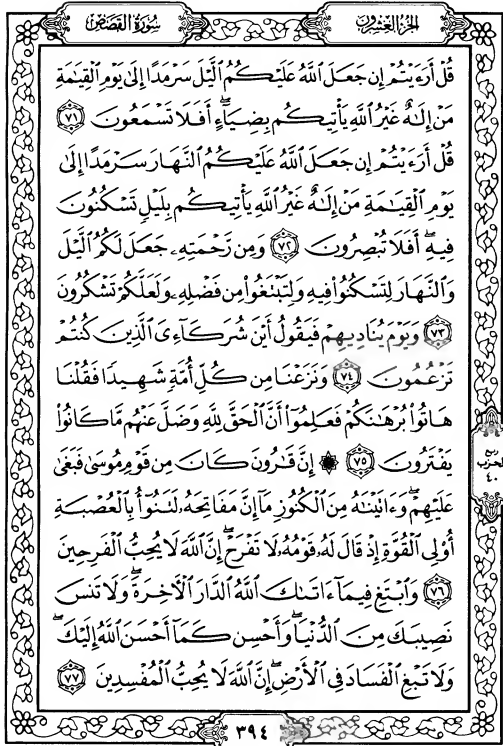 الجزء العشرون
سورة القصص
قُلۡ أَرَءَيۡتُمۡ إِن جَعَلَ ٱللَّهُ عَلَيۡكُمُ ٱلَّيۡلَ سَرۡمَدًا إِلَىٰ يَوۡمِ ٱلۡقِيَٰمَةِ
مَنۡ إِلَٰهٌ غَيۡرُ ٱللَّهِ يَأۡتِيكُم بِضِيَآءٍۖ أَفَلَا تَسۡمَعُونَ ٧١
قُلۡ أَرَءَيۡتُمۡ إِن جَعَلَ ٱللَّهُ عَلَيۡكُمُ ٱلنَّهَارَ سَرۡمَدًا إِلَىٰ
يَوۡمِ ٱلۡقِيَٰمَةِ مَنۡ إِلَٰهٌ غَيۡرُ ٱللَّهِ يَأۡتِيكُم بِلَيۡلٖ تَسۡكُنُونَ
فِيهِۚ أَفَلَا تُبۡصِرُونَ ٧٢ وَمِن رَّحۡمَتِهِۦ جَعَلَ لَكُمُ ٱلَّيۡلَ
وَٱلنَّهَارَ لِتَسۡكُنُواْ فِيهِ وَلِتَبۡتَغُواْ مِن فَضۡلِهِۦ وَلَعَلَّكُمۡ تَشۡكُرُونَ
٧٣ وَيَوۡمَ يُنَادِيهِمۡ فَيَقُولُ أَيۡنَ شُرَكَآءِيَ ٱلَّذِينَ كُنتُمۡ
تَزۡعُمُونَ ٧٤ وَنَزَعۡنَا مِن كُلِّ أُمَّةٖ شَهِيدٗا فَقُلۡنَا
هَاتُواْ بُرۡهَٰنَكُمۡ فَعَلِمُوٓاْ أَنَّ ٱلۡحَقَّ لِلَّهِ وَضَلَّ عَنۡهُم مَّا كَانُواْ
يَفۡتَرُونَ ٧٥ ۞ إِنَّ قَٰرُونَ كَانَ مِن قَوۡمِ مُوسَىٰ فَبَغَىٰ
عَلَيۡهِمۡۖ وَءَاتَيۡنَٰهُ مِنَ ٱلۡكُنُوزِ مَآ إِنَّ مَفَاتِحَهُۥ لَتَنُوٓأُ بِٱلۡعُصۡبَةِ
أُوْلِي ٱلۡقُوَّةِ إِذۡ قَالَ لَهُۥ قَوۡمُهُۥ لَا تَفۡرَحۡۖ إِنَّ ٱللَّهَ لَا يُحِبُّ ٱلۡفَرِحِينَ
٧٦ وَٱبۡتَغِ فِيمَآ ءَاتَىٰكَ ٱللَّهُ ٱلدَّارَ ٱلۡأٓخِرَةَۖ وَلَا تَنسَ
نَصِيبَكَ مِنَ ٱلدُّنۡيَاۖ وَأَحۡسِن كَمَآ أَحۡسَنَ ٱللَّهُ إِلَيۡكَۖ
وَلَا تَبۡغِ ٱلۡفَسَادَ فِي ٱلۡأَرۡضِۖ إِنَّ ٱللَّهَ لَا يُحِبُّ ٱلۡمُفۡسِدِينَ ٧٧
ربع
الحزب
٤٠
٣٩٤